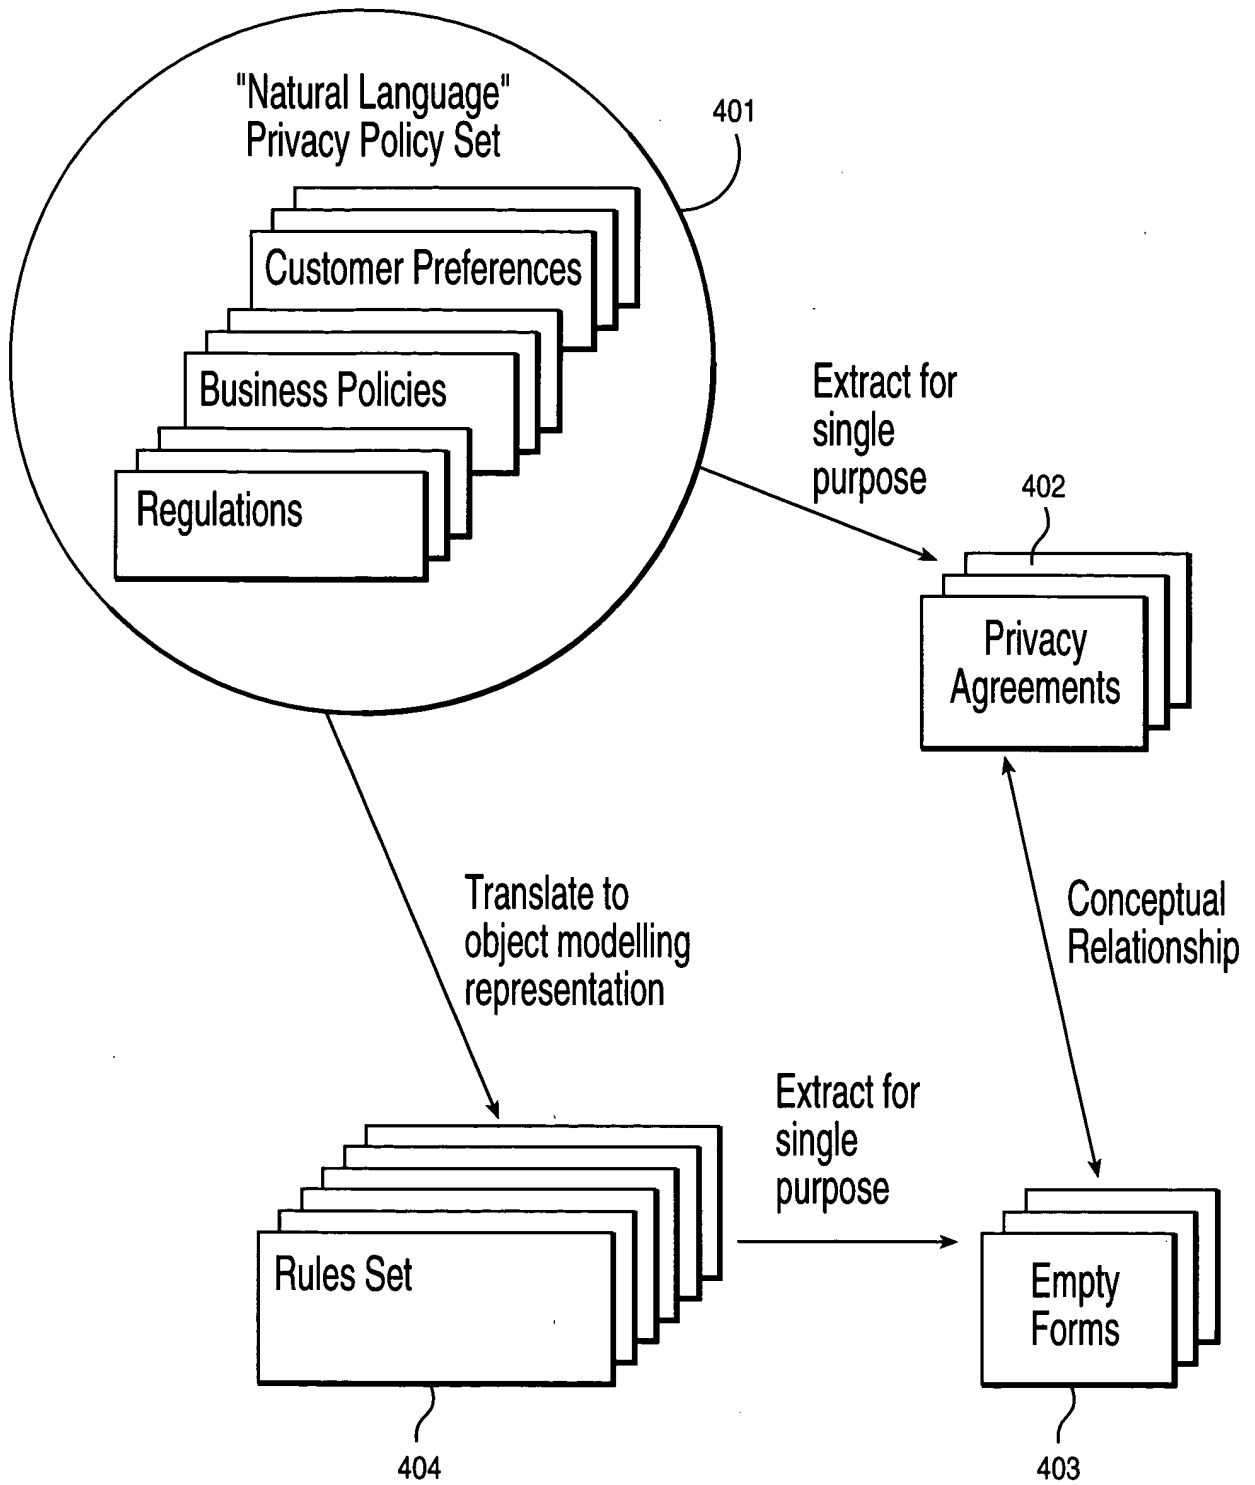 "Natural Language"
Privacy Policy Set
401
Customer Preferences
Business Policies
Regulations
Extract for
single
purpose
402
Privacy
Agreements
Translate to
object modelling
representation
Conceptual
Relationship
Extract for
single
purpose
Rules Set
Empty
Forms
404
403